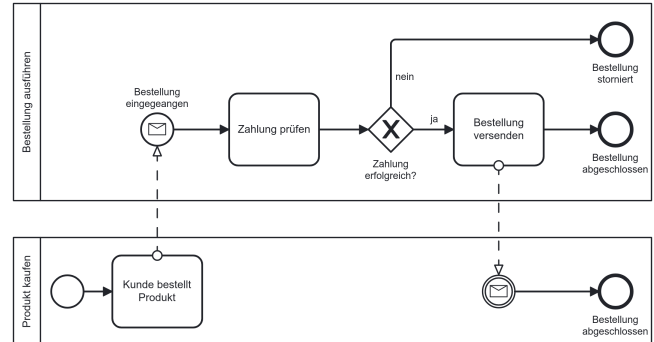 Bestellung ausführen
Bestellung
eingegangen
Zahlung prüfen
Zahlung
erfolgreich?
nein
ja
Bestellung
versenden
Bestellung
storniert
Bestellung
abgeschlossen
Produkt kaufen
Kunde bestellt
Produkt
Bestellung
abgeschlossen